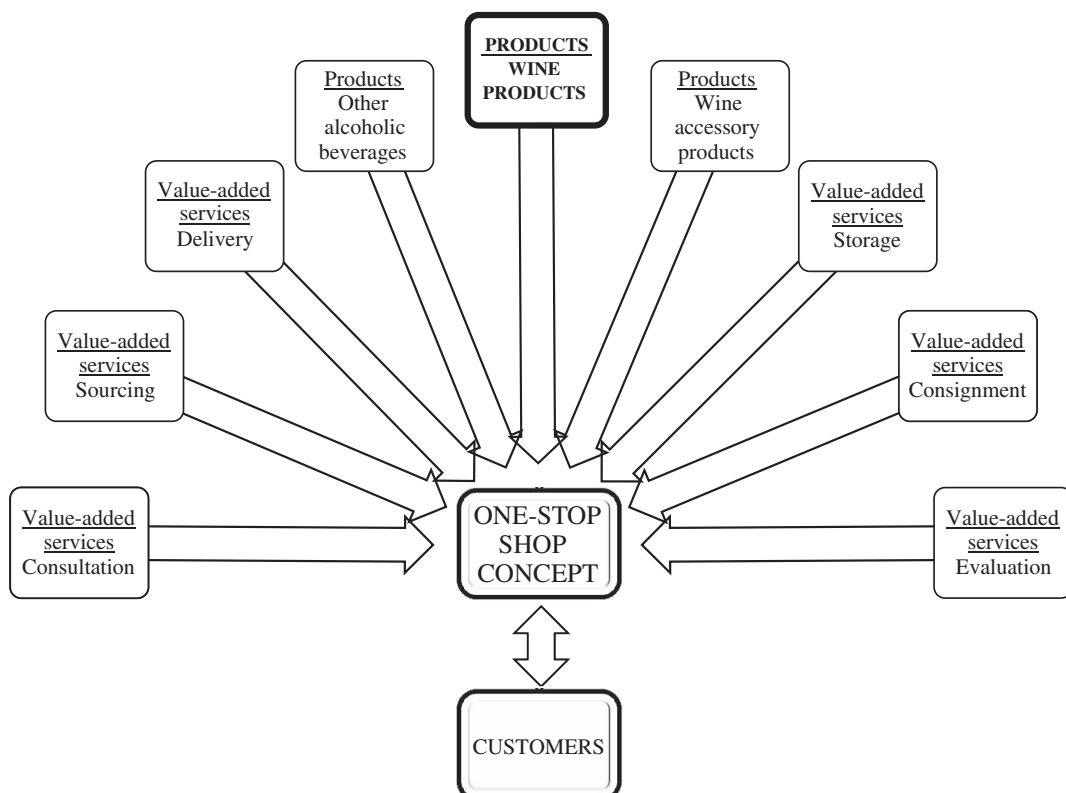 PRODUCTS
WINE
PRODUCTS
Products
Other
alcoholic
beverages
Products
Wine
accessory
products
Value-added
services
Delivery
Value-added
services
Storage
Value-added
services
Sourcing
Value-added
services
Consignment
Value-added
services
Consultation
ONE-STOP
SHOP
CONCEPT
Value-added
services
Evaluation
CUSTOMERS